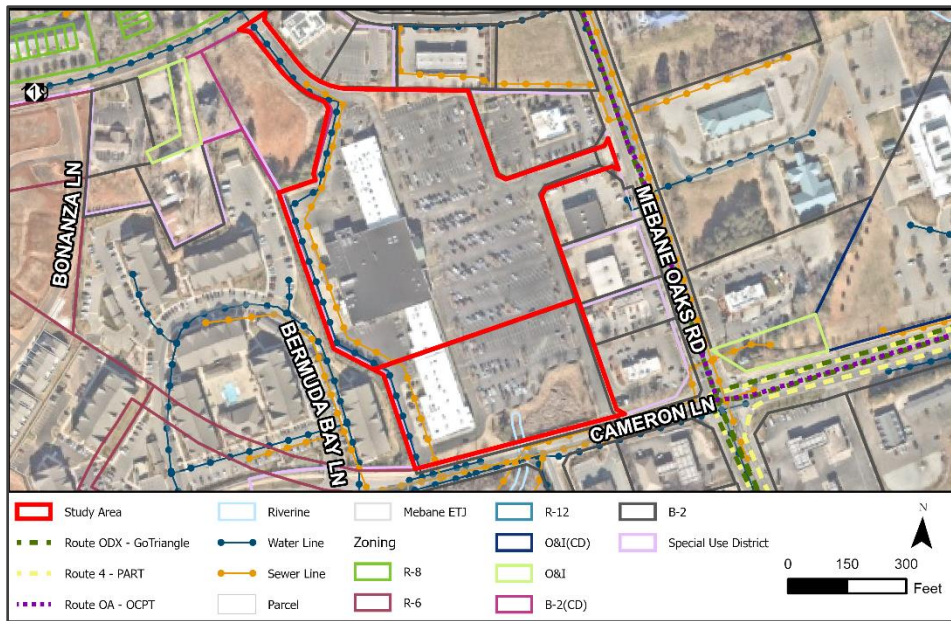 1
BONANZA LN
BERMUDA BAY LN
MEBANE OAKS RD
CAMERON LN
Study Area
Riverine
Mebane ETJ
R-12
B-2
Route ODX - GoTriangle
Water Line
Zoning
O&I(CD)
Special Use District
Route 4 - PART
Sewer Line
R-8
O&I
Route OA - OCPT
Parcel
R-6
B-2(CD)
N
0 150 300
Feet